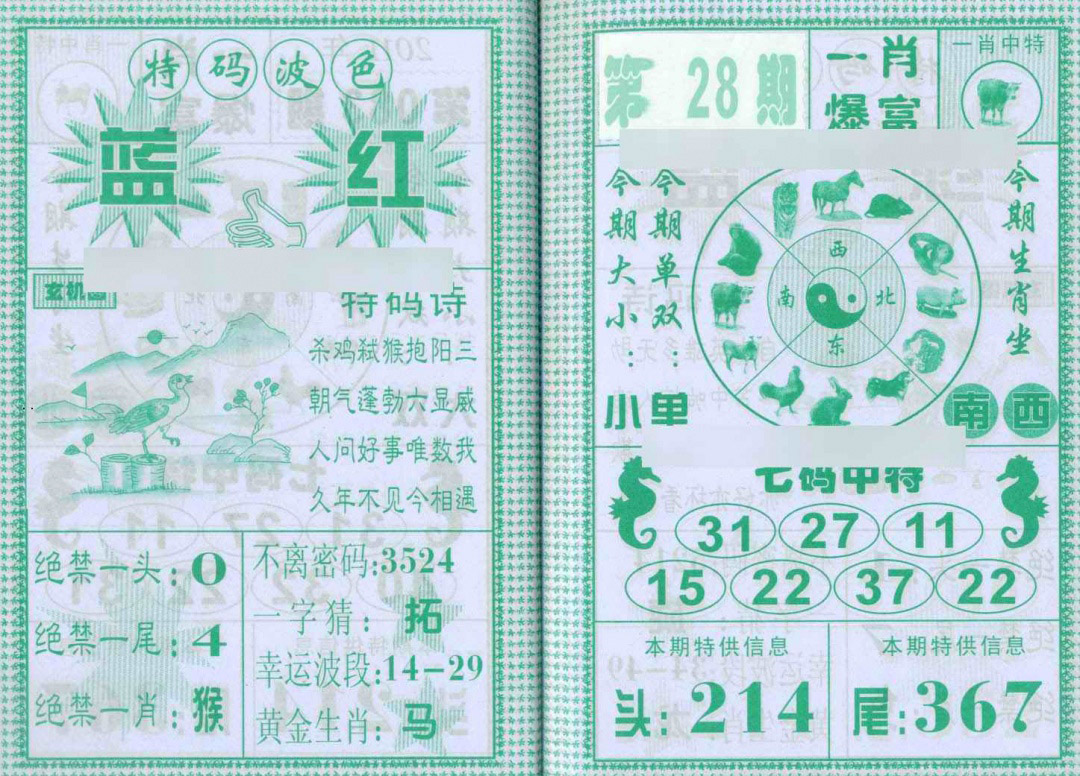 特码波色
蓝 红
玄机图
特码诗
杀鸡弑猴抱阳三
朝气蓬勃六显威
人问好事唯数我
久年不见今相遇
绝禁一头:0
绝禁一尾:4
绝禁一肖:猴
不离密码:3524
一字猜:拓
幸运波段:14-29
黄金生肖:马
第 28 期
一肖
爆富
一肖中特
今期大小:小
今期单双:单
西
南 北
东
今期生肖坐
南 西
七码中特
31 27 11
15 22 37 22
本期特供信息
头:214
本期特供信息
尾:367